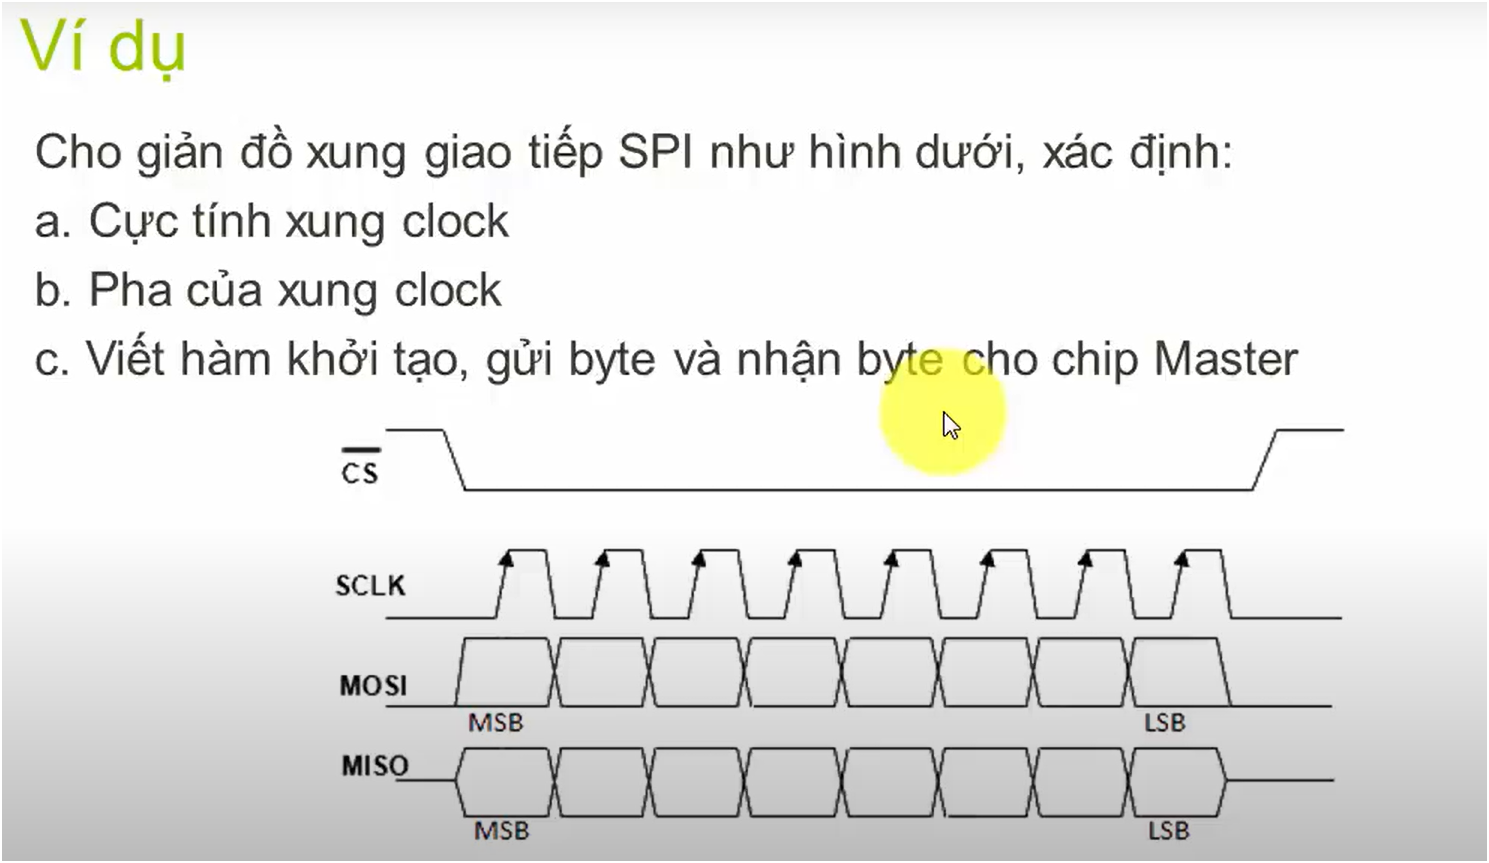 Ví dụ
Cho giản đồ xung giao tiếp SPI như hình dưới, xác định:
a. Cực tính xung clock
b. Pha của xung clock
c. Viết hàm khởi tạo, gửi byte và nhận byte cho chip Master
CS
SCLK
MOSI
MSB LSB
MISO
MSB LSB